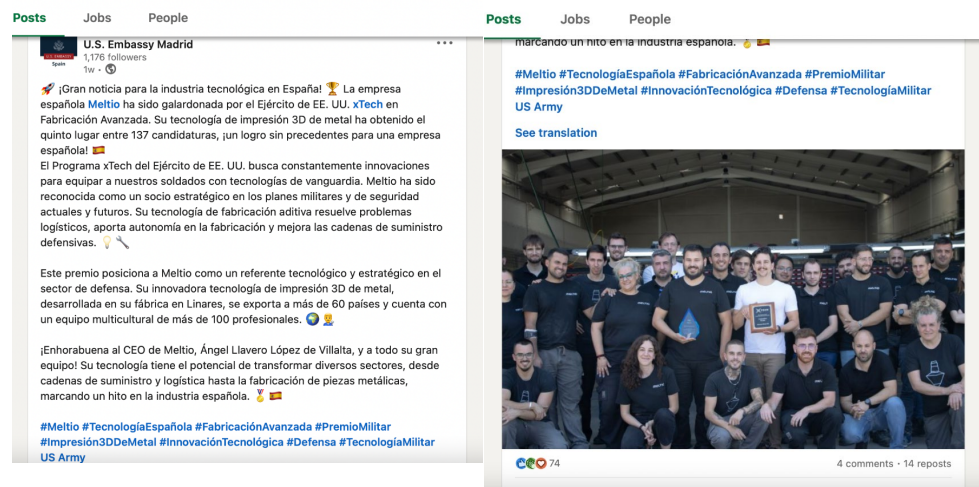 Posts Jobs People
U.S. Embassy Madrid
1,176 followers
1w •
🚀 ¡Gran noticia para la industria tecnológica en España! 🏆 La empresa
española Meltio ha sido galardonada por el Ejército de EE. UU. xTech en
Fabricación Avanzada. Su tecnología de impresión 3D de metal ha obtenido el
quinto lugar entre 137 candidaturas, ¡un logro sin precedentes para una empresa
española! 🇪🇸
El Programa xTech del Ejército de EE. UU. busca constantemente innovaciones
para equipar a nuestros soldados con tecnologías de vanguardia. Meltio ha sido
reconocida como un socio estratégico en los planes militares y de seguridad
actuales y futuros. Su tecnología de fabricación aditiva resuelve problemas
logísticos, aporta autonomía en la fabricación y mejora las cadenas de suministro
defensivas. 💡🔧
Este premio posiciona a Meltio como un referente tecnológico y estratégico en el
sector de defensa. Su innovadora tecnología de impresión 3D de metal,
desarrollada en su fábrica en Linares, se exporta a más de 60 países y cuenta con
un equipo multicultural de más de 100 profesionales. 🌍👨‍🔧
¡Enhorabuena al CEO de Meltio, Ángel Llavero López de Villalta, y a todo su gran
equipo! Su tecnología tiene el potencial de transformar diversos sectores, desde
cadenas de suministro y logística hasta la fabricación de piezas metálicas,
marcando un hito en la industria española. 🏅🇪🇸
#Meltio #TecnologíaEspañola #FabricaciónAvanzada #PremioMilitar
#Impresión3DDeMetal #InnovaciónTecnológica #Defensa #TecnologíaMilitar
US Army
Posts Jobs People
marcando un hito en la industria española. 🏅🇪🇸
#Meltio #TecnologíaEspañola #FabricaciónAvanzada #PremioMilitar
#Impresión3DDeMetal #InnovaciónTecnológica #Defensa #TecnologíaMilitar
US Army
See translation
74
4 comments • 14 reposts